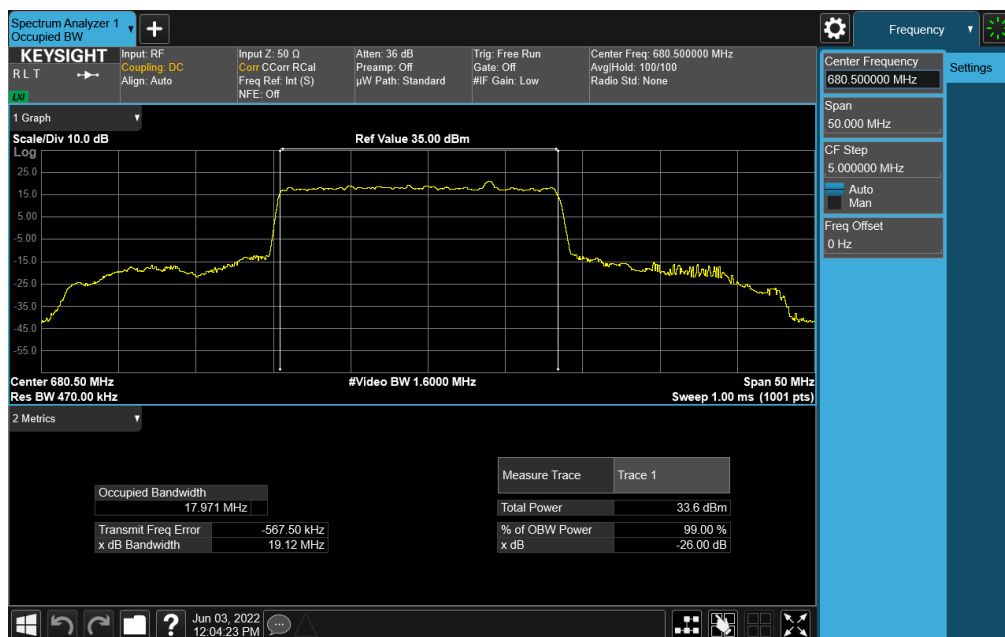 Spectrum Analyzer 1
Occupied BW
+
Frequency
KEYSIGHT
R L T
LXI
Input: RF
Coupling: DC
Align: Auto
Input Z: 50 Ω
Corr CCorr RCal
Freq Ref: Int (S)
NFE: Off
Atten: 36 dB
Preamp: Off
µW Path: Standard
Trig: Free Run
Gate: Off
#IF Gain: Low
Center Freq: 680.500000 MHz
Avg|Hold: 100/100
Radio Std: None
Center Frequency
680.500000 MHz
Settings
Span
50.000 MHz
CF Step
5.000000 MHz
Auto
Man
Freq Offset
0 Hz
1 Graph
Scale/Div 10.0 dB
Ref Value 35.00 dBm
Log
25.0
15.0
5.00
-5.00
-15.0
-25.0
-35.0
-45.0
-55.0
Center 680.50 MHz
#Video BW 1.6000 MHz
Span 50 MHz
Res BW 470.00 kHz
Sweep 1.00 ms (1001 pts)
2 Metrics
Measure Trace Trace 1
Occupied Bandwidth
17.971 MHz
Total Power 33.6 dBm
Transmit Freq Error -567.50 kHz
% of OBW Power 99.00 %
x dB Bandwidth 19.12 MHz
x dB -26.00 dB
?
Jun 03, 2022
12:04:23 PM